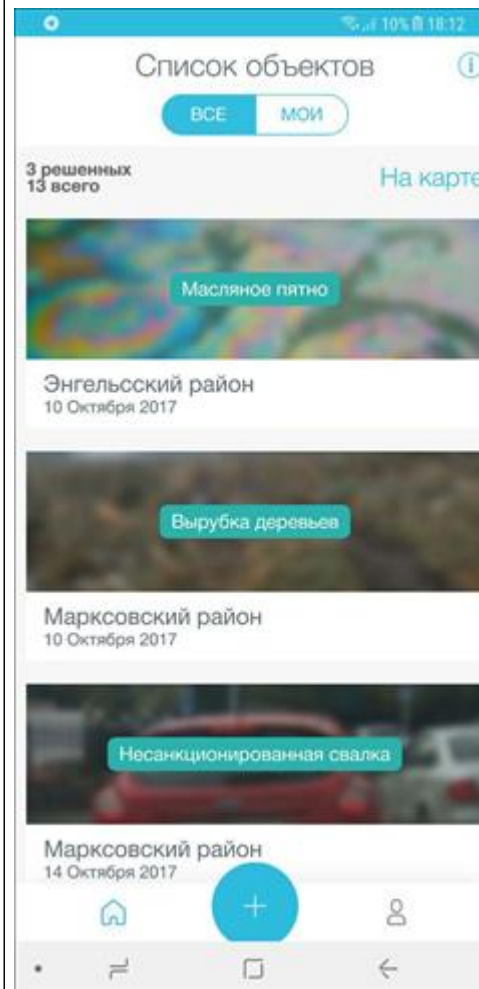 10% 18:12
Список объектов
ВСЕ МОИ
3 решенных
13 всего
На карте
Масляное пятно
Энгельсский район
10 Октября 2017
Вырубка деревьев
Марксовский район
10 Октября 2017
Несанкционированная свалка
Марксовский район
14 Октября 2017